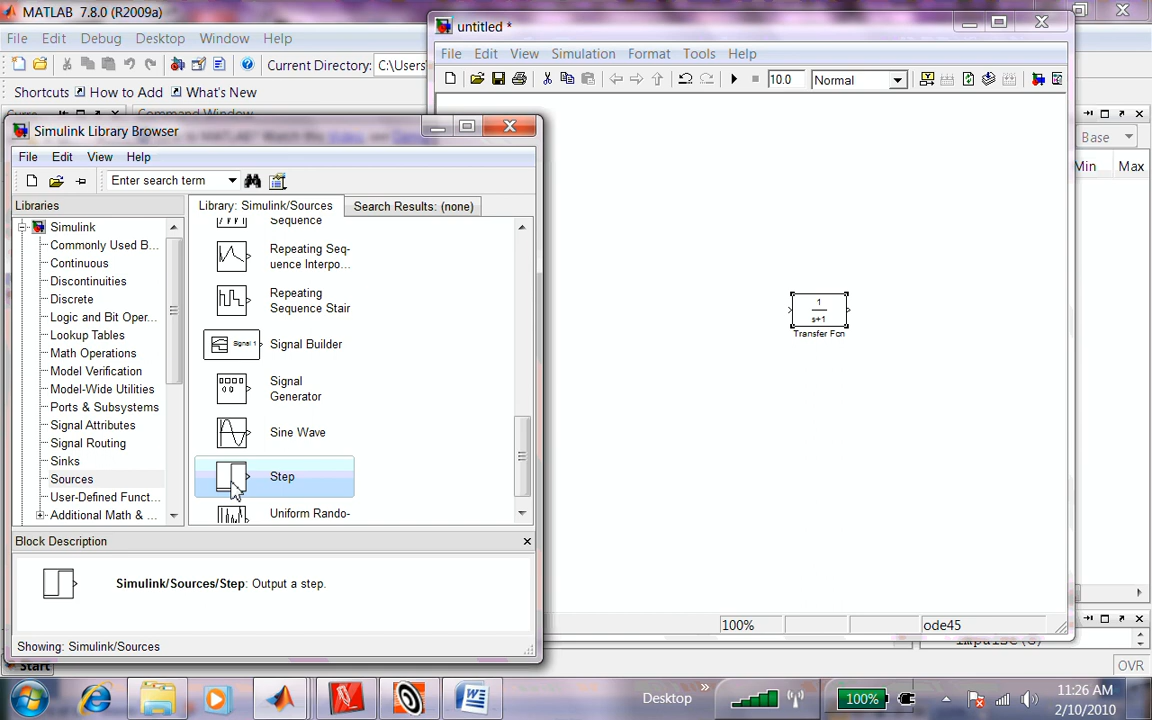 MATLAB 7.8.0 (R2009a)
File Edit Debug Desktop Window Help
Current Directory: C:\Users
Shortcuts How to Add What's New
untitled *
File Edit View Simulation Format Tools Help
10.0 Normal
Base
Min Max
1
s+1
Transfer Fcn
100% ode45
OVR
Simulink Library Browser
File Edit View Help
Enter search term
Libraries
Library: Simulink/Sources
Search Results: (none)
Simulink
Commonly Used B...
Continuous
Discontinuities
Discrete
Logic and Bit Oper...
Lookup Tables
Math Operations
Model Verification
Model-Wide Utilities
Ports & Subsystems
Signal Attributes
Signal Routing
Sinks
Sources
User-Defined Funct...
Additional Math & ...
Sequence
Repeating Seq-
uence Interpo...
Repeating
Sequence Stair
Signal 1
Signal Builder
Signal
Generator
Sine Wave
Step
Uniform Rando-
Block Description
Simulink/Sources/Step: Output a step.
Showing: Simulink/Sources
Start
Desktop
100%
11:26 AM
2/10/2010